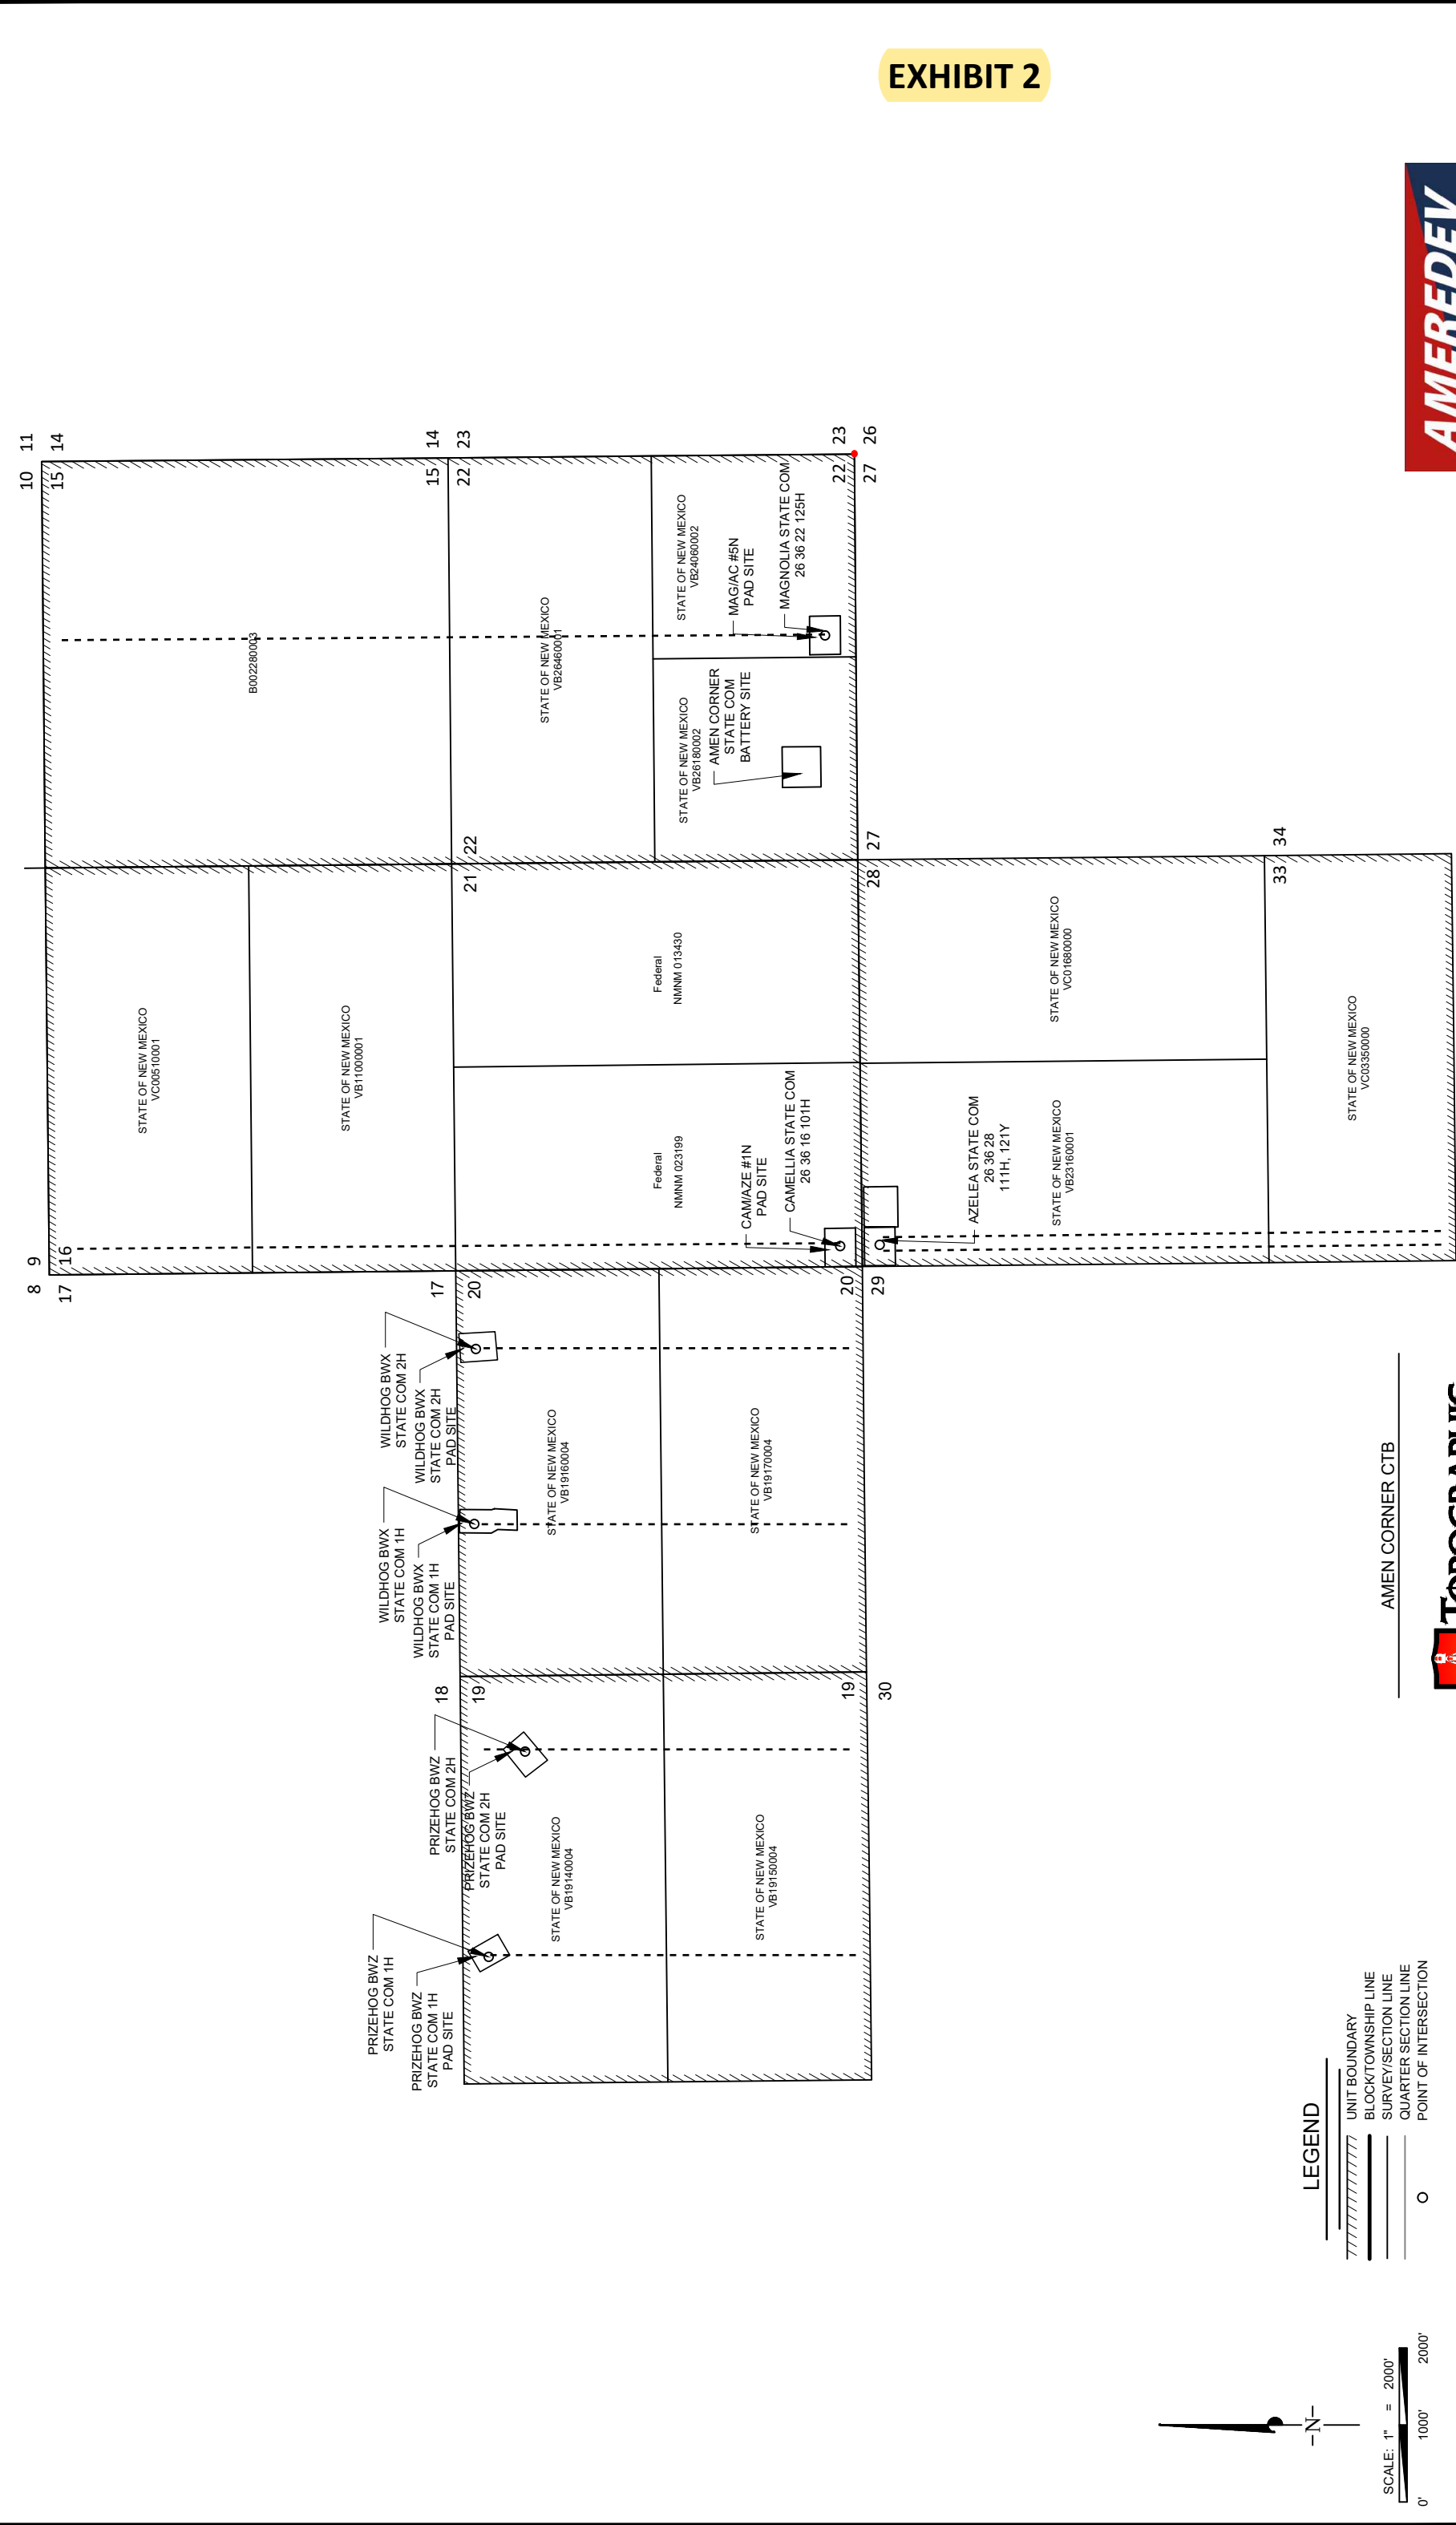 EXHIBIT 2
AMEREDEV
10
11
15
14
15
14
22
23
22
23
27
26
8
9
17
16
17
20
21
22
20
29
28
27
33
34
18
19
19
30
B002280003
STATE OF NEW MEXICO
VB26460001
STATE OF NEW MEXICO
VB24060002
STATE OF NEW MEXICO
VB26180002
MAG/AC #5N
PAD SITE
MAGNOLIA STATE COM
26 36 22 125H
AMEN CORNER
STATE COM
BATTERY SITE
STATE OF NEW MEXICO
VC00510001
STATE OF NEW MEXICO
VB11000001
Federal
NMNM 013430
Federal
NMNM 023199
CAM/AZE #1N
PAD SITE
CAMELLIA STATE COM
26 36 16 101H
AZELEA STATE COM
26 36 28
111H, 121Y
STATE OF NEW MEXICO
VB23160001
STATE OF NEW MEXICO
VC01680000
STATE OF NEW MEXICO
VC03350000
WILDHOG BWX
STATE COM 2H
WILDHOG BWX
STATE COM 2H
PAD SITE
WILDHOG BWX
STATE COM 1H
WILDHOG BWX
STATE COM 1H
PAD SITE
STATE OF NEW MEXICO
VB19160004
STATE OF NEW MEXICO
VB19170004
PRIZEHOG BWZ
STATE COM 2H
PRIZEHOG BWZ
STATE COM 2H
PAD SITE
PRIZEHOG BWZ
STATE COM 1H
PRIZEHOG BWZ
STATE COM 1H
PAD SITE
STATE OF NEW MEXICO
VB19140004
STATE OF NEW MEXICO
VB19150004
AMEN CORNER CTB
TOPOGRAPHIC
LEGEND
UNIT BOUNDARY
BLOCK/TOWNSHIP LINE
SURVEY/SECTION LINE
QUARTER SECTION LINE
POINT OF INTERSECTION
-N-
SCALE: 1" = 2000'
0' 1000' 2000'